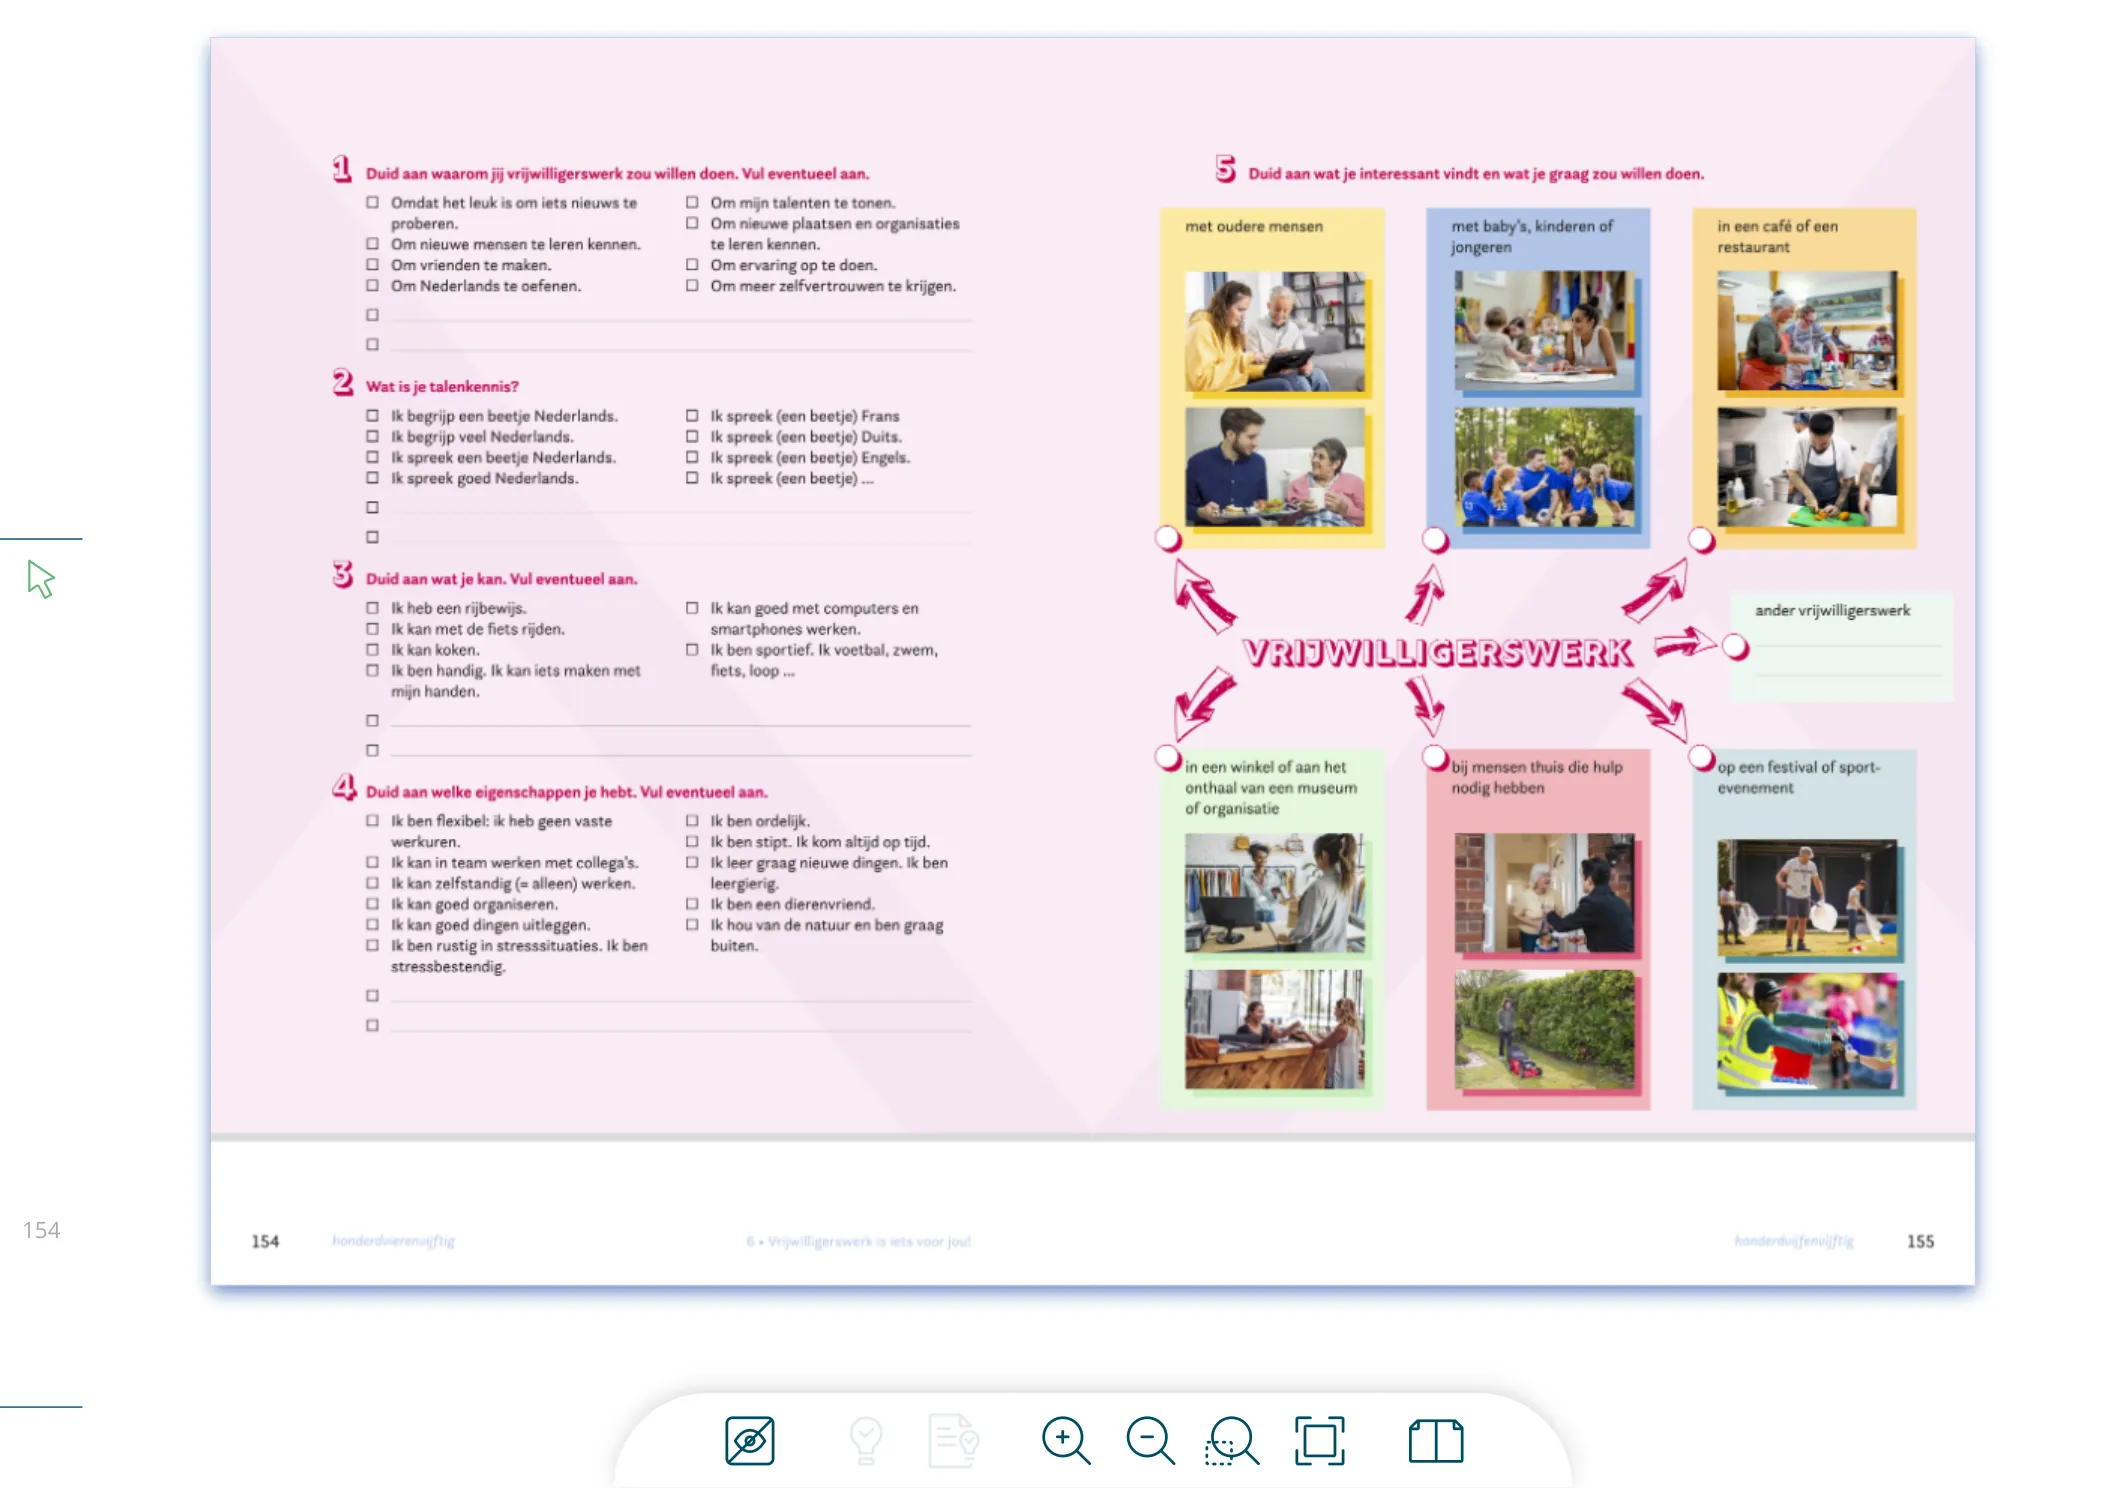 1 Duid aan waarom jij vrijwilligerswerk zou willen doen. Vul eventueel aan.
Omdat het leuk is om iets nieuws te
proberen.
Om nieuwe mensen te leren kennen.
Om vrienden te maken.
Om Nederlands te oefenen.
Om mijn talenten te tonen.
Om nieuwe plaatsen en organisaties
te leren kennen.
Om ervaring op te doen.
Om meer zelfvertrouwen te krijgen.
2 Wat is je talenkennis?
Ik begrijp een beetje Nederlands.
Ik begrijp veel Nederlands.
Ik spreek een beetje Nederlands.
Ik spreek goed Nederlands.
Ik spreek (een beetje) Frans
Ik spreek (een beetje) Duits.
Ik spreek (een beetje) Engels.
Ik spreek (een beetje) ...
3 Duid aan wat je kan. Vul eventueel aan.
Ik heb een rijbewijs.
Ik kan met de fiets rijden.
Ik kan koken.
Ik ben handig. Ik kan iets maken met
mijn handen.
Ik kan goed met computers en
smartphones werken.
Ik ben sportief. Ik voetbal, zwem,
fiets, loop ...
4 Duid aan welke eigenschappen je hebt. Vul eventueel aan.
Ik ben flexibel: ik heb geen vaste
werkuren.
Ik kan in team werken met collega's.
Ik kan zelfstandig (= alleen) werken.
Ik kan goed organiseren.
Ik kan goed dingen uitleggen.
Ik ben rustig in stresssituaties. Ik ben
stressbestendig.
Ik ben ordelijk.
Ik ben stipt. Ik kom altijd op tijd.
Ik leer graag nieuwe dingen. Ik ben
leergierig.
Ik ben een dierenvriend.
Ik hou van de natuur en ben graag
buiten.
154 honderdvierenvijftig 6 • Vrijwilligerswerk is iets voor jou!
5 Duid aan wat je interessant vindt en wat je graag zou willen doen.
met oudere mensen
met baby's, kinderen of
jongeren
in een café of een
restaurant
VRIJWILLIGERSWERK
ander vrijwilligerswerk
in een winkel of aan het
onthaal van een museum
of organisatie
bij mensen thuis die hulp
nodig hebben
op een festival of sport-
evenement
honderdvijfenvijftig 155
154